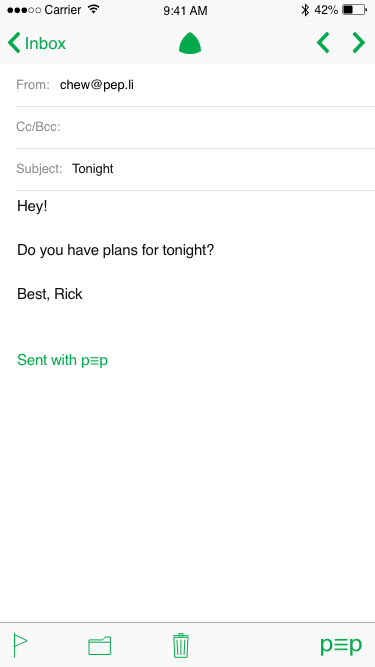 Carrier 9:41 AM 42%
Inbox
From: chew@pep.li
Cc/Bcc:
Subject: Tonight
Hey!
Do you have plans for tonight?
Best, Rick
Sent with p≡p
p≡p